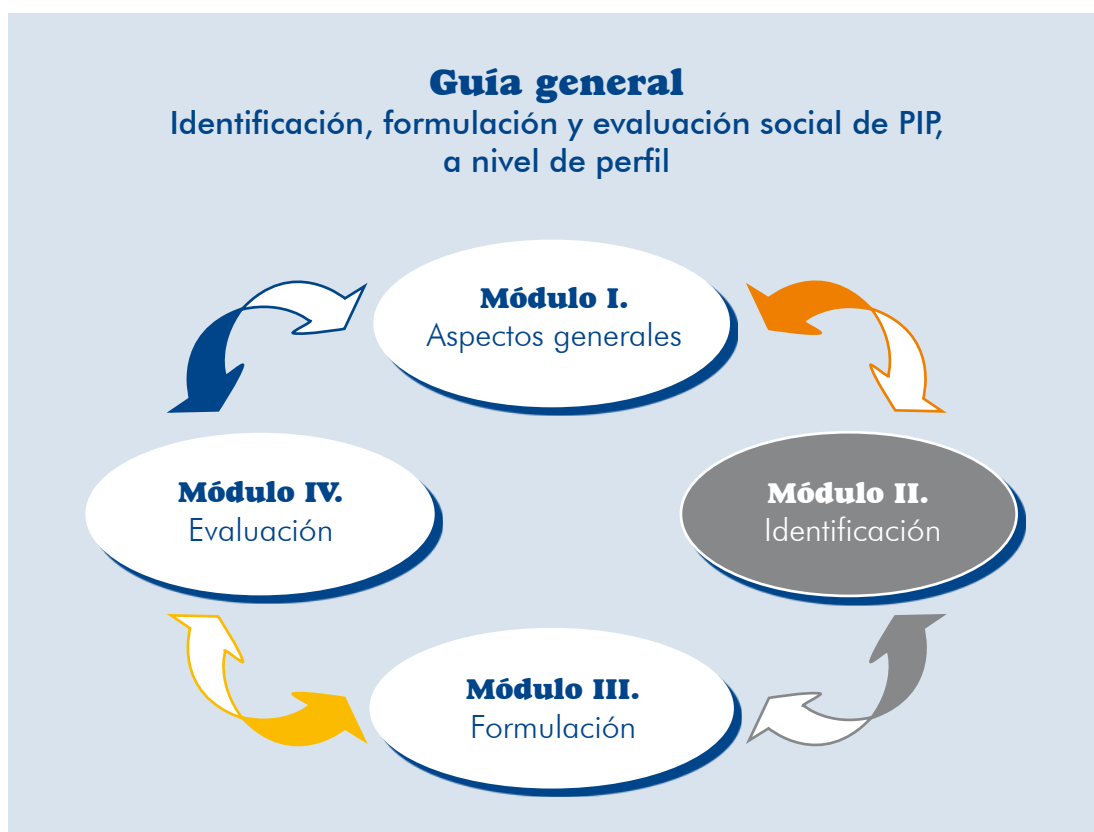 Guía general
Identificación, formulación y evaluación social de PIP,
a nivel de perfil
Módulo I.
Aspectos generales
Módulo IV.
Evaluación
Módulo II.
Identificación
Módulo III.
Formulación